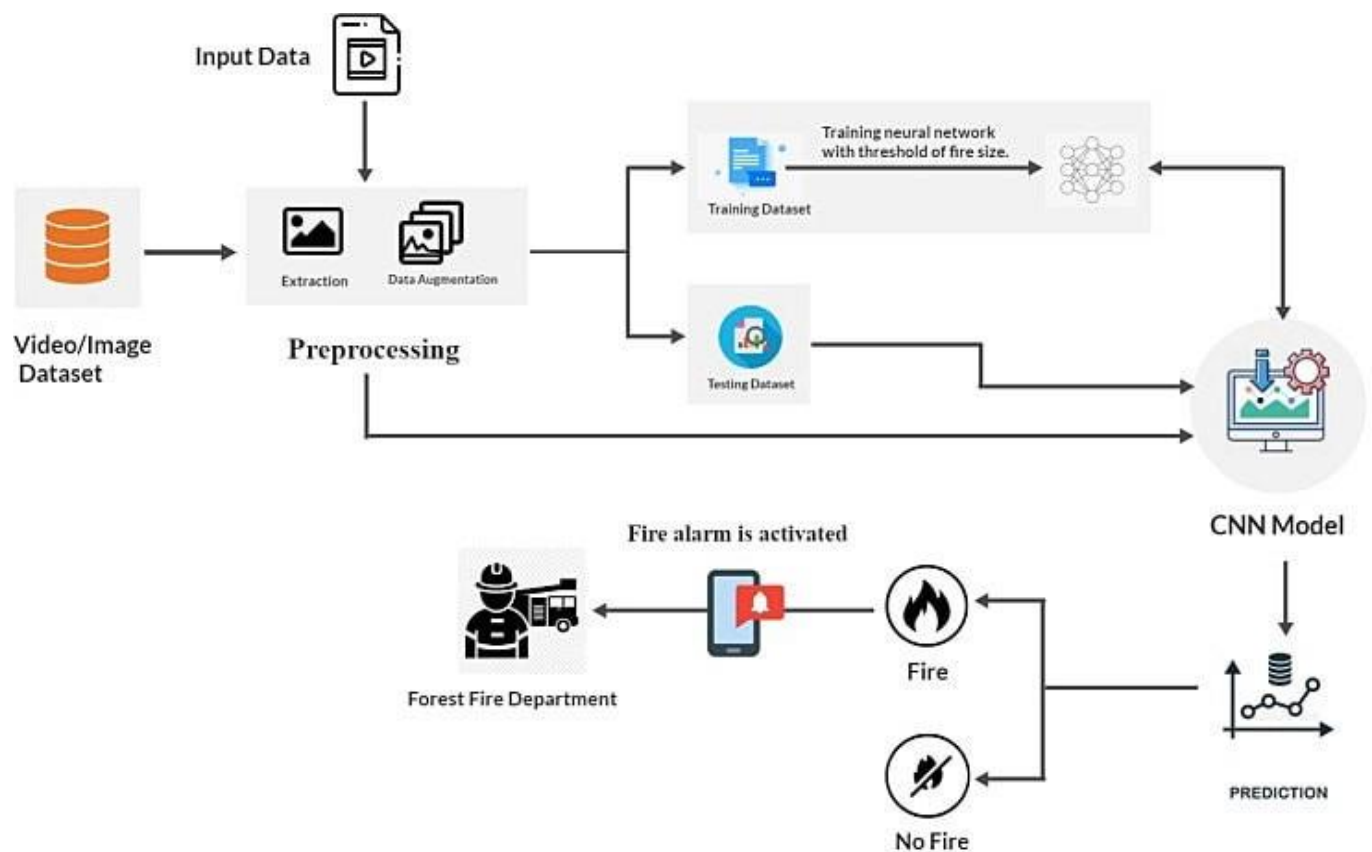 Input Data
Training neural network
with threshold of fire size.
Training Dataset
Extraction
Data Augmentation
Video/Image
Dataset
Preprocessing
Testing Dataset
CNN Model
Fire alarm is activated
Forest Fire Department
Fire
PREDICTION
No Fire